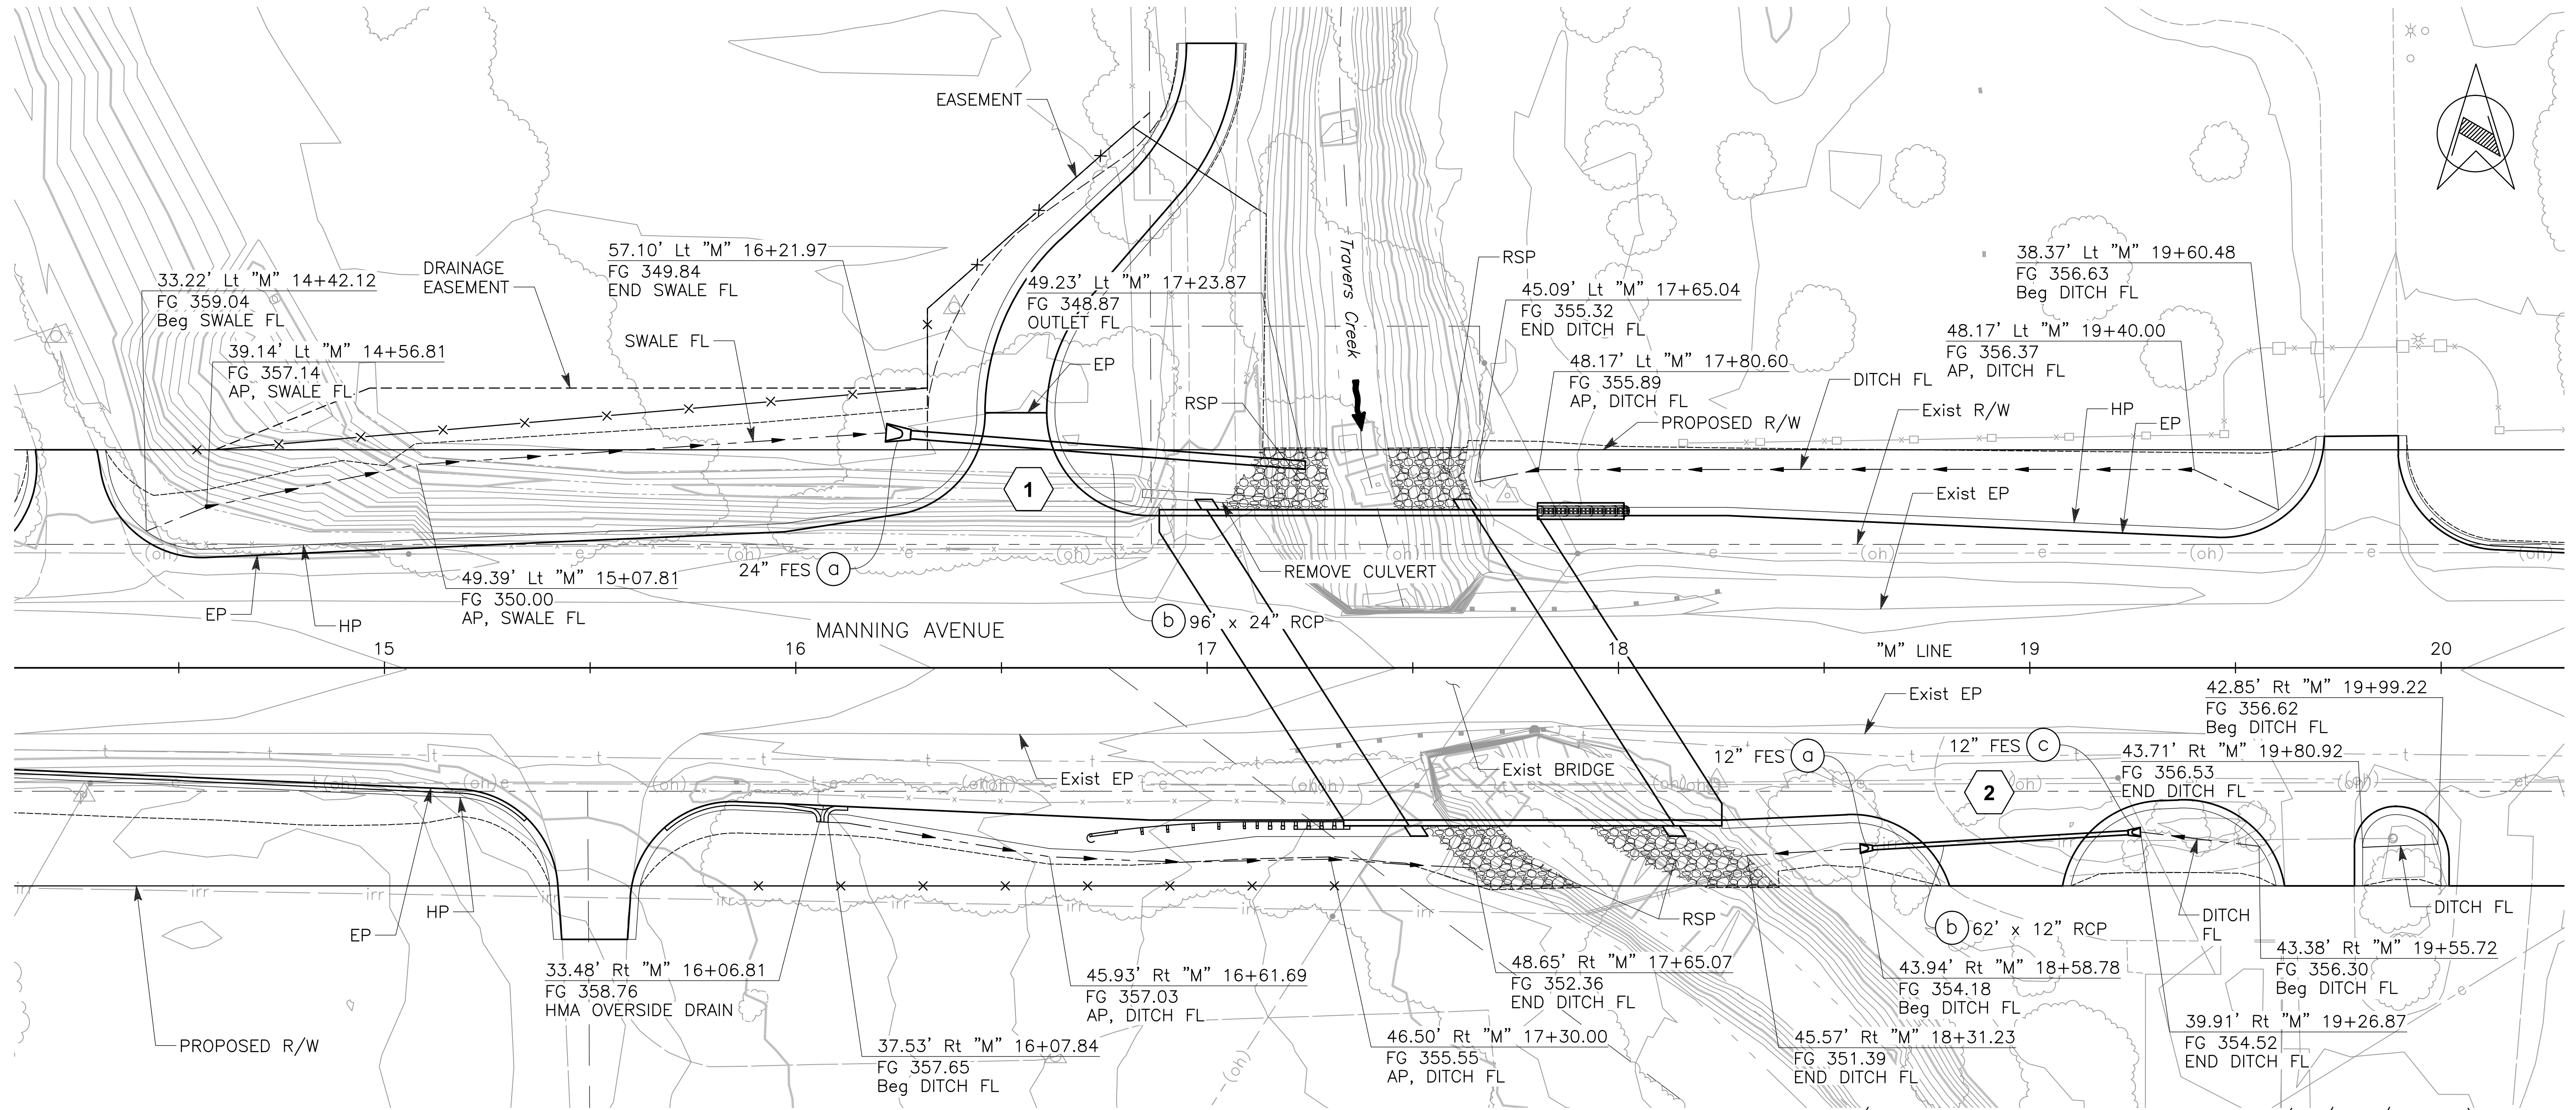 EASEMENT
57.10' Lt "M" 16+21.97
FG 349.84
END SWALE FL
DRAINAGE
EASEMENT
33.22' Lt "M" 14+42.12
FG 359.04
Beg SWALE FL
39.14' Lt "M" 14+56.81
FG 357.14
AP, SWALE FL
SWALE FL
49.23' Lt "M" 17+23.87
FG 348.87
OUTLET FL
EP
RSP
Travers Creek
RSP
45.09' Lt "M" 17+65.04
FG 355.32
END DITCH FL
48.17' Lt "M" 17+80.60
FG 355.89
AP, DITCH FL
DITCH FL
PROPOSED R/W
Exist R/W
38.37' Lt "M" 19+60.48
FG 356.63
Beg DITCH FL
48.17' Lt "M" 19+40.00
FG 356.37
AP, DITCH FL
HP
EP
Exist EP
1
(oh) e (oh) e (oh) e (oh) e (oh) e (oh) (oh)
24" FES a
REMOVE CULVERT
49.39' Lt "M" 15+07.81
FG 350.00
AP, SWALE FL
EP
HP
b 96' x 24" RCP
MANNING AVENUE
15 16 17 18 19 20
"M" LINE
Exist EP
42.85' Rt "M" 19+99.22
FG 356.62
Beg DITCH FL
12" FES c
43.71' Rt "M" 19+80.92
FG 356.53
END DITCH FL
12" FES a
Exist BRIDGE
Exist EP
2
HP
EP
irr irr irr irr irr irr irr
RSP
b 62' x 12" RCP
DITCH
FL
DITCH FL
33.48' Rt "M" 16+06.81
FG 358.76
HMA OVERSIDE DRAIN
45.93' Rt "M" 16+61.69
FG 357.03
AP, DITCH FL
48.65' Rt "M" 17+65.07
FG 352.36
END DITCH FL
43.94' Rt "M" 18+58.78
FG 354.18
Beg DITCH FL
43.38' Rt "M" 19+55.72
FG 356.30
Beg DITCH FL
PROPOSED R/W
37.53' Rt "M" 16+07.84
FG 357.65
Beg DITCH FL
46.50' Rt "M" 17+30.00
FG 355.55
AP, DITCH FL
45.57' Rt "M" 18+31.23
FG 351.39
END DITCH FL
39.91' Rt "M" 19+26.87
FG 354.52
END DITCH FL
(oh)